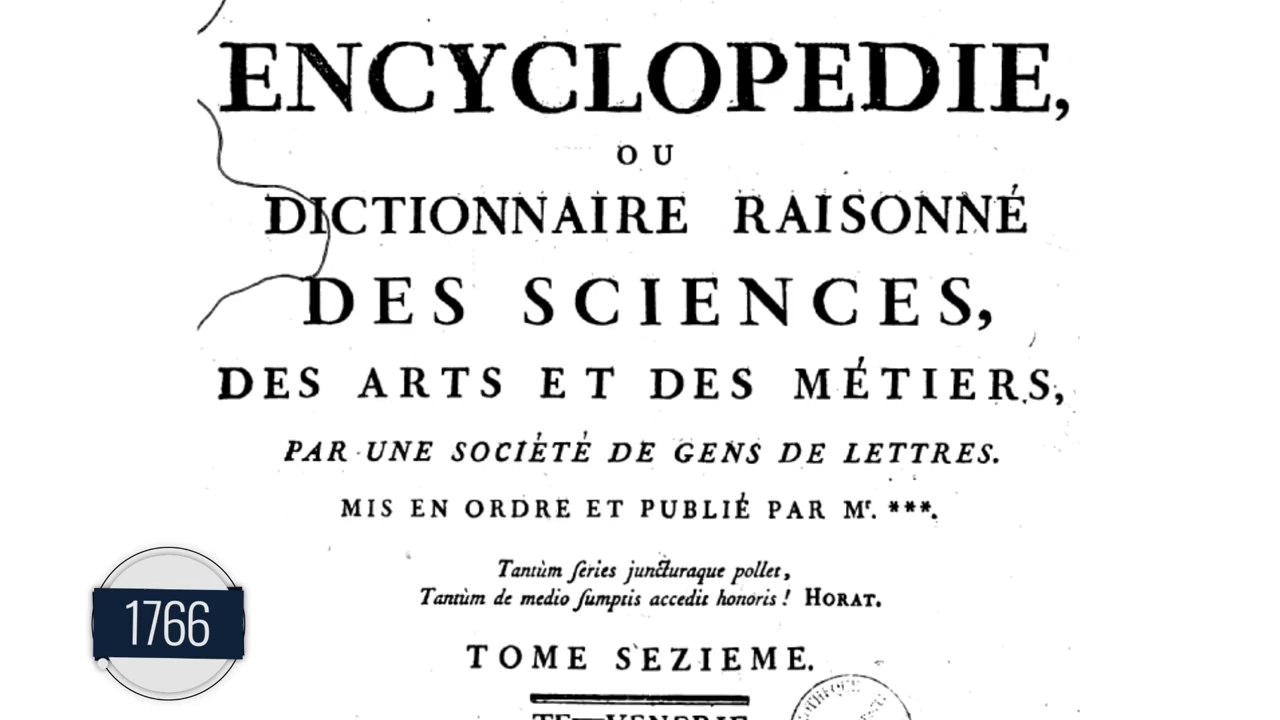 ENCYCLOPEDIE,
OU
DICTIONNAIRE RAISONNÉ
DES SCIENCES,
DES ARTS ET DES MÉTIERS,
PAR UNE SOCIÉTÉ DE GENS DE LETTRES.
MIS EN ORDRE ET PUBLIÉ PAR Mr. ***.
Tantùm ſeries juncturaque pollet,
Tantùm de medio ſumptis accedit honoris! HORAT.
TOME SEZIEME.
1766